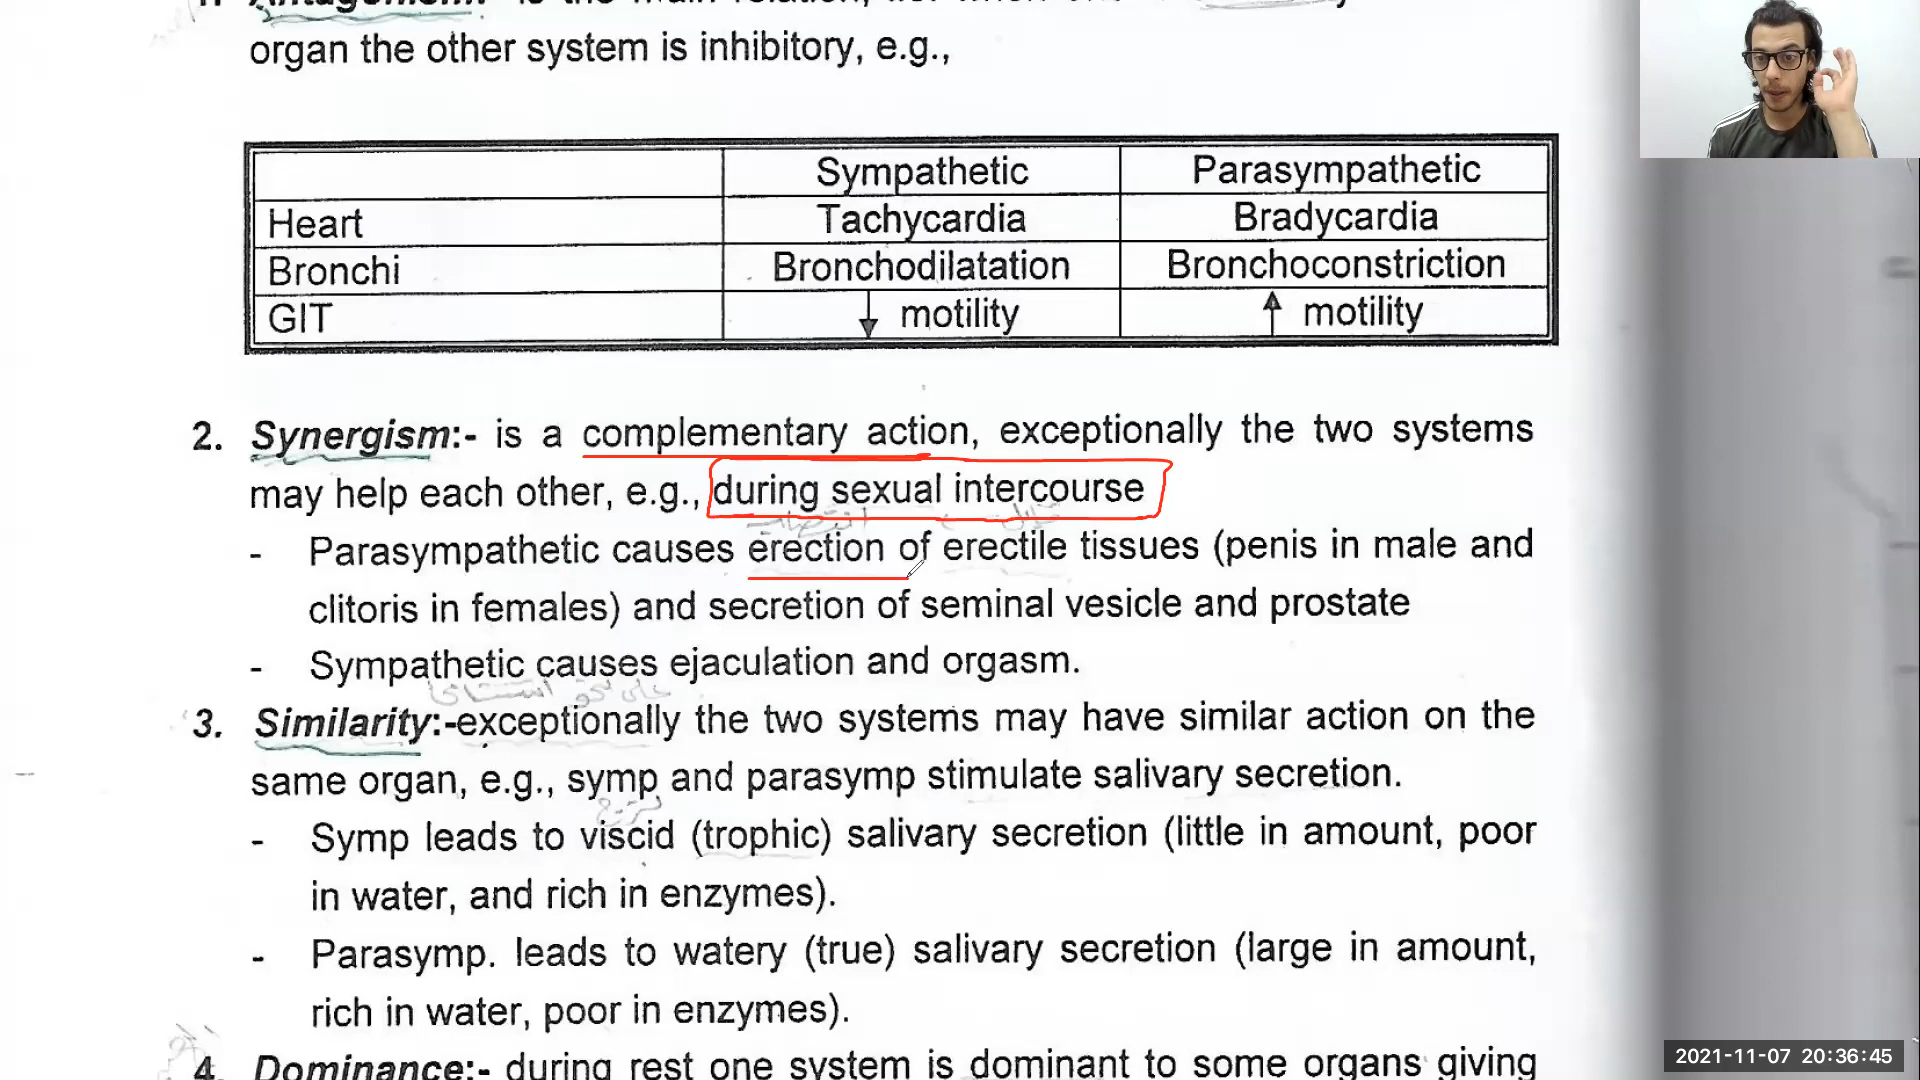 organ the other system is inhibitory, e.g.,
Sympathetic Parasympathetic
Heart Tachycardia Bradycardia
Bronchi Bronchodilatation Bronchoconstriction
GIT ↓ motility ↑ motility
2. Synergism:- is a complementary action, exceptionally the two systems
may help each other, e.g., during sexual intercourse
انتصاب
- Parasympathetic causes erection of erectile tissues (penis in male and
clitoris in females) and secretion of seminal vesicle and prostate
- Sympathetic causes ejaculation and orgasm.
على نحو استثنائي
3. Similarity:-exceptionally the two systems may have similar action on the
same organ, e.g., symp and parasymp stimulate salivary secretion.
- Symp leads to viscid (trophic) salivary secretion (little in amount, poor
in water, and rich in enzymes).
- Parasymp. leads to watery (true) salivary secretion (large in amount,
rich in water, poor in enzymes).
4. Dominance:- during rest one system is dominant to some organs giving
2021-11-07 20:36:45